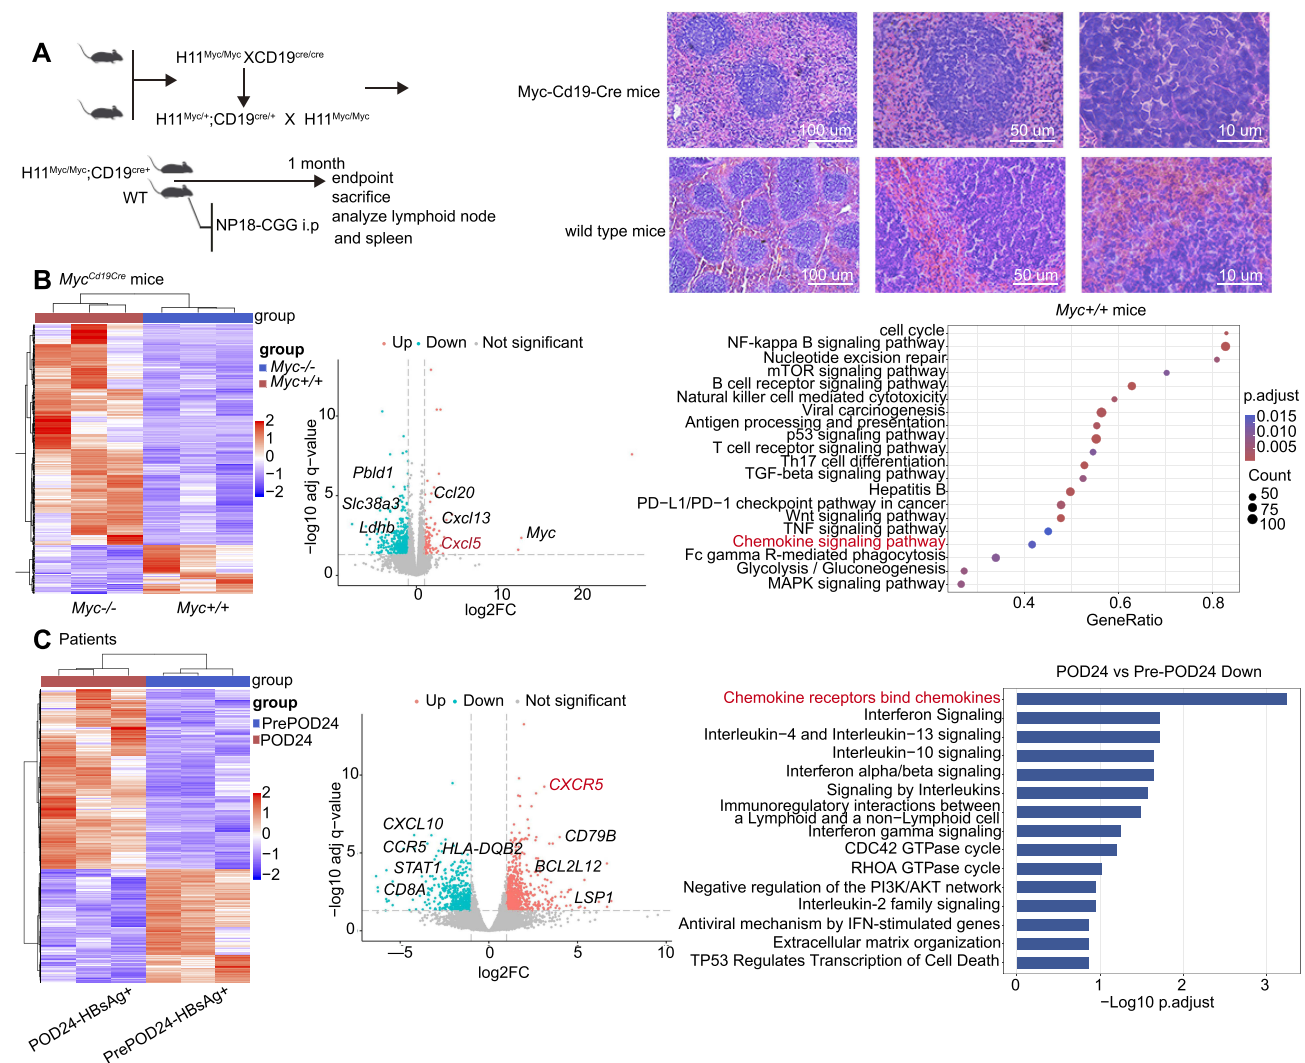 A
H11Myc/Myc XCD19cre/cre
H11Myc/+;CD19cre/+ X H11Myc/Myc
H11Myc/Myc;CD19cre+
WT
1 month
endpoint
sacrifice
analyze lymphoid node
and spleen
NP18-CGG i.p
Myc-Cd19-Cre mice
100 um
50 um
10 um
wild type mice
100 um
50 um
10 um
B
MycCd19Cre mice
group
group
Myc-/-
Myc+/+
2
1
0
−1
−2
Myc-/-
Myc+/+
Up
Down
Not significant
−log10 adj q−value
10
5
0
Pbld1
Slc38a3
Ldhb
Ccl20
Cxcl13
Cxcl5
Myc
0
10
20
log2FC
Myc+/+ mice
cell cycle
NF-kappa B signaling pathway
Nucleotide excision repair
mTOR signaling pathway
B cell receptor signaling pathway
Natural killer cell mediated cytotoxicity
Viral carcinogenesis
Antigen processing and presentation
p53 signaling pathway
T cell receptor signaling pathway
Th17 cell differentiation
TGF-beta signaling pathway
Hepatitis B
PD−L1/PD−1 checkpoint pathway in cancer
Wnt signaling pathway
TNF signaling pathway
Chemokine signaling pathway
Fc gamma R-mediated phagocytosis
Glycolysis / Gluconeogenesis
MAPK signaling pathway
0.4
0.6
0.8
GeneRatio
p.adjust
0.015
0.010
0.005
Count
50
75
100
C
Patients
group
group
PrePOD24
POD24
2
1
0
−1
−2
POD24-HBsAg+
PrePOD24-HBsAg+
Up
Down
Not significant
−log10 adj q−value
10
5
0
CXCR5
CXCL10
CCR5
HLA-DQB2
STAT1
CD8A
CD79B
BCL2L12
LSP1
−5
0
5
10
log2FC
POD24 vs Pre-POD24 Down
Chemokine receptors bind chemokines
Interferon Signaling
Interleukin−4 and Interleukin−13 signaling
Interleukin−10 signaling
Interferon alpha/beta signaling
Signaling by Interleukins
Immunoregulatory interactions between
a Lymphoid and a non−Lymphoid cell
Interferon gamma signaling
CDC42 GTPase cycle
RHOA GTPase cycle
Negative regulation of the PI3K/AKT network
Interleukin-2 family signaling
Antiviral mechanism by IFN-stimulated genes
Extracellular matrix organization
TP53 Regulates Transcription of Cell Death
0
1
2
3
−Log10 p.adjust